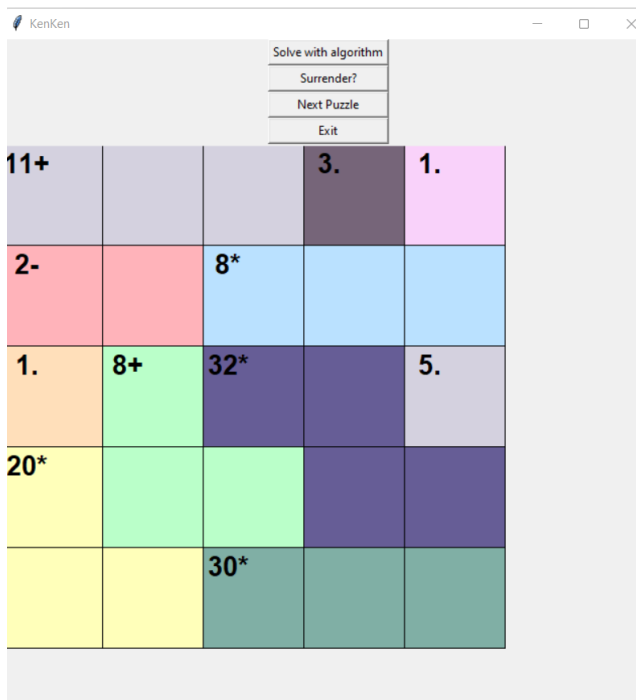 KenKen
Solve with algorithm
Surrender?
Next Puzzle
Exit
11+ 3. 1.
2- 8*
1. 8+ 32* 5.
20*
30*